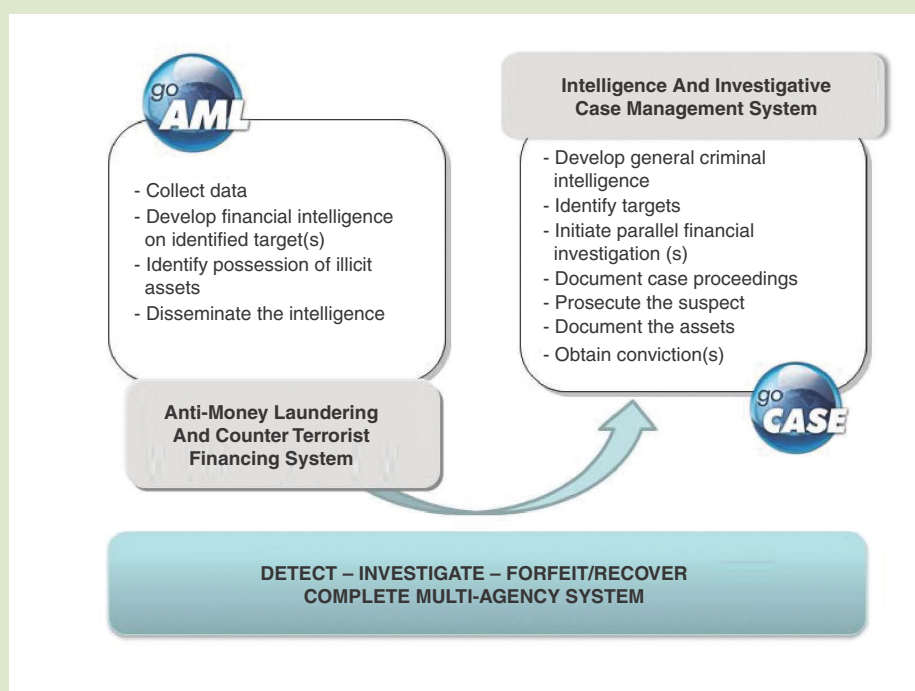 go
AML
- Collect data
- Develop financial intelligence
on identified target(s)
- Identify possession of illicit
assets
- Disseminate the intelligence
Anti-Money Laundering
And Counter Terrorist
Financing System
Intelligence And Investigative
Case Management System
- Develop general criminal
intelligence
- Identify targets
- Initiate parallel financial
investigation (s)
- Document case proceedings
- Prosecute the suspect
- Document the assets
- Obtain conviction(s)
go
CASE
DETECT – INVESTIGATE – FORFEIT/RECOVER
COMPLETE MULTI-AGENCY SYSTEM